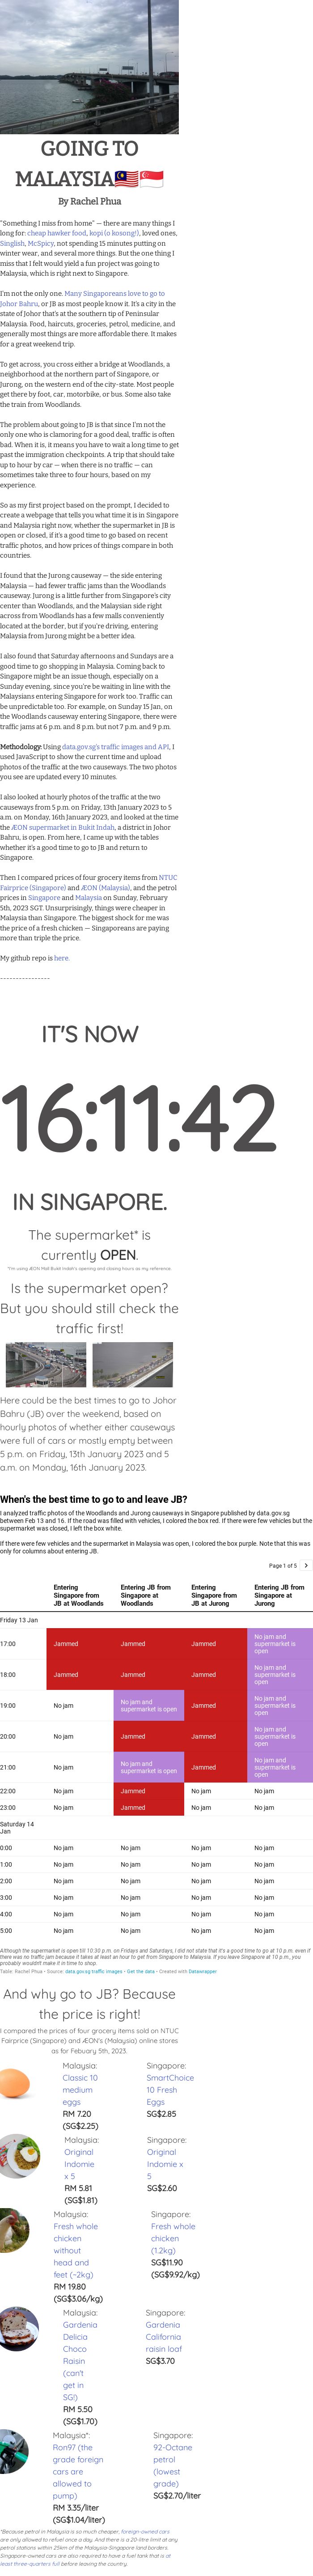 GOING TO
MALAYSIA🇲🇾🇸🇬
By Rachel Phua
"Something I miss from home" — there are many things I
long for: cheap hawker food, kopi (o kosong!), loved ones,
Singlish, McSpicy, not spending 15 minutes putting on
winter wear, and several more things. But the one thing I
miss that I felt would yield a fun project was going to
Malaysia, which is right next to Singapore.
I'm not the only one. Many Singaporeans love to go to
Johor Bahru, or JB as most people know it. It's a city in the
state of Johor that's at the southern tip of Peninsular
Malaysia. Food, haircuts, groceries, petrol, medicine, and
generally most things are more affordable there. It makes
for a great weekend trip.
To get across, you cross either a bridge at Woodlands, a
neighborhood at the northern part of Singapore, or
Jurong, on the western end of the city-state. Most people
get there by foot, car, motorbike, or bus. Some also take
the train from Woodlands.
The problem about going to JB is that since I'm not the
only one who is clamoring for a good deal, traffic is often
bad. When it is, means you have to wait a long time to get
past the immigration checkpoints. A trip that should take
up to hour by car — when there is no traffic — can
sometimes take three to four hours, based on my
experience.
So as my first project based on the prompt, I decided to
create a webpage that tells you what time it is in Singapore
and Malaysia right now, whether the supermarket in JB is
open or closed, if it's a good time to go based on recent
traffic photos, and how prices of things compare in both
countries.
I found that the Jurong causeway — the side entering
Malaysia — had fewer traffic jams than the Woodlands
causeway. Jurong is a little further from Singapore's city
center than Woodlands, and the Malaysian side right
across from Woodlands has a few malls conveniently
located at the border, but if you're driving, entering
Malaysia from Jurong might be a better idea.
I also found that Saturday afternoons and Sundays are a
good time to go shopping in Malaysia. Coming back to
Singapore might be an issue though, especially on a
Sunday evening, since you're be waiting in line with the
Malaysians entering Singapore for work too. Traffic can
be unpredictable too. For example, on Sunday 15 Jan, on
the Woodlands causeway entering Singapore, there were
traffic jams at 6 p.m. and 8 p.m. but not 7 p.m. and 9 p.m.
Methodology: Using data.gov.sg's traffic images and API, I
used JavaScript to show the current time and upload
photos of the traffic at the two causeways. The two photos
you see are updated every 10 minutes.
I also looked at hourly photos of the traffic at the two
causeways from 5 p.m. on Friday, 13th January 2023 to 5
a.m. on Monday, 16th January 2023, and looked at the time
the ÆON supermarket in Bukit Indah, a district in Johor
Bahru, is open. From here, I came up with the tables
whether it's a good time to go to JB and return to
Singapore.
Then I compared prices of four grocery items from NTUC
Fairprice (Singapore) and ÆON (Malaysia), and the petrol
prices in Singapore and Malaysia on Sunday, February
5th, 2023 SGT. Unsurprisingly, things were cheaper in
Malaysia than Singapore. The biggest shock for me was
the price of a fresh chicken — Singaporeans are paying
more than triple the price.
My github repo is here.
----------------
IT'S NOW
16:11:42
IN SINGAPORE.
The supermarket* is
currently OPEN.
*I'm using ÆON Mall Bukit Indah's opening and closing hours as my reference.
Is the supermarket open?
But you should still check the
traffic first!
Here could be the best times to go to Johor
Bahru (JB) over the weekend, based on
hourly photos of whether either causeways
were full of cars or mostly empty between
5 p.m. on Friday, 13th January 2023 and 5
a.m. on Monday, 16th January 2023.
When's the best time to go to and leave JB?
I analyzed traffic photos of the Woodlands and Jurong causeways in Singapore published by data.gov.sg
between Feb 13 and 16. If the road was filled with vehicles, I colored the box red. If there were few vehicles but the
supermarket was closed, I left the box white.
If there were few vehicles and the supermarket in Malaysia was open, I colored the box purple. Note that this was
only for columns about entering JB.
Page 1 of 5 >
Entering Singapore from JB at Woodlands | Entering JB from Singapore at Woodlands | Entering Singapore from JB at Jurong | Entering JB from Singapore at Jurong
Friday 13 Jan
17:00 Jammed Jammed Jammed No jam and supermarket is open
18:00 Jammed Jammed Jammed No jam and supermarket is open
19:00 No jam No jam and supermarket is open Jammed No jam and supermarket is open
20:00 No jam Jammed Jammed No jam and supermarket is open
21:00 No jam No jam and supermarket is open Jammed No jam and supermarket is open
22:00 No jam Jammed No jam No jam
23:00 No jam Jammed No jam No jam
Saturday 14 Jan
0:00 No jam No jam No jam No jam
1:00 No jam No jam No jam No jam
2:00 No jam No jam No jam No jam
3:00 No jam No jam No jam No jam
4:00 No jam No jam No jam No jam
5:00 No jam No jam No jam No jam
Although the supermarket is open till 10:30 p.m. on Fridays and Saturdays, I did not state that it's a good time to go at 10 p.m. even if
there was no traffic jam because it takes at least an hour to get from Singapore to Malaysia. If you leave Singapore at 10 p.m., you
probably wouldn't make it in time to shop.
Table: Rachel Phua • Source: data.gov.sg traffic images • Get the data • Created with Datawrapper
And why go to JB? Because
the price is right!
I compared the prices of four grocery items sold on NTUC
Fairprice (Singapore) and ÆON's (Malaysia) online stores
as for Febuary 5th, 2023.
Malaysia:
Classic 10
medium
eggs
RM 7.20
(SG$2.25)
Singapore:
SmartChoice
10 Fresh
Eggs
SG$2.85
Malaysia:
Original
Indomie
x 5
RM 5.81
(SG$1.81)
Singapore:
Original
Indomie x
5
SG$2.60
Malaysia:
Fresh whole
chicken
without
head and
feet (~2kg)
RM 19.80
(SG$3.06/kg)
Singapore:
Fresh whole
chicken
(1.2kg)
SG$11.90
(SG$9.92/kg)
Malaysia:
Gardenia
Delicia
Choco
Raisin
(can't
get in
SG!)
RM 5.50
(SG$1.70)
Singapore:
Gardenia
California
raisin loaf
SG$3.70
Malaysia*:
Ron97 (the
grade foreign
cars are
allowed to
pump)
RM 3.35/liter
(SG$1.04/liter)
Singapore:
92-Octane
petrol
(lowest
grade)
SG$2.70/liter
*Because petrol in Malaysia is so much cheaper, foreign-owned cars
are only allowed to refuel once a day. And there is a 20-litre limit at any
petrol stations within 25km of the Malaysia-Singapore land borders.
Singapore-owned cars are also required to have a fuel tank that is at
least three-quarters full before leaving the country.